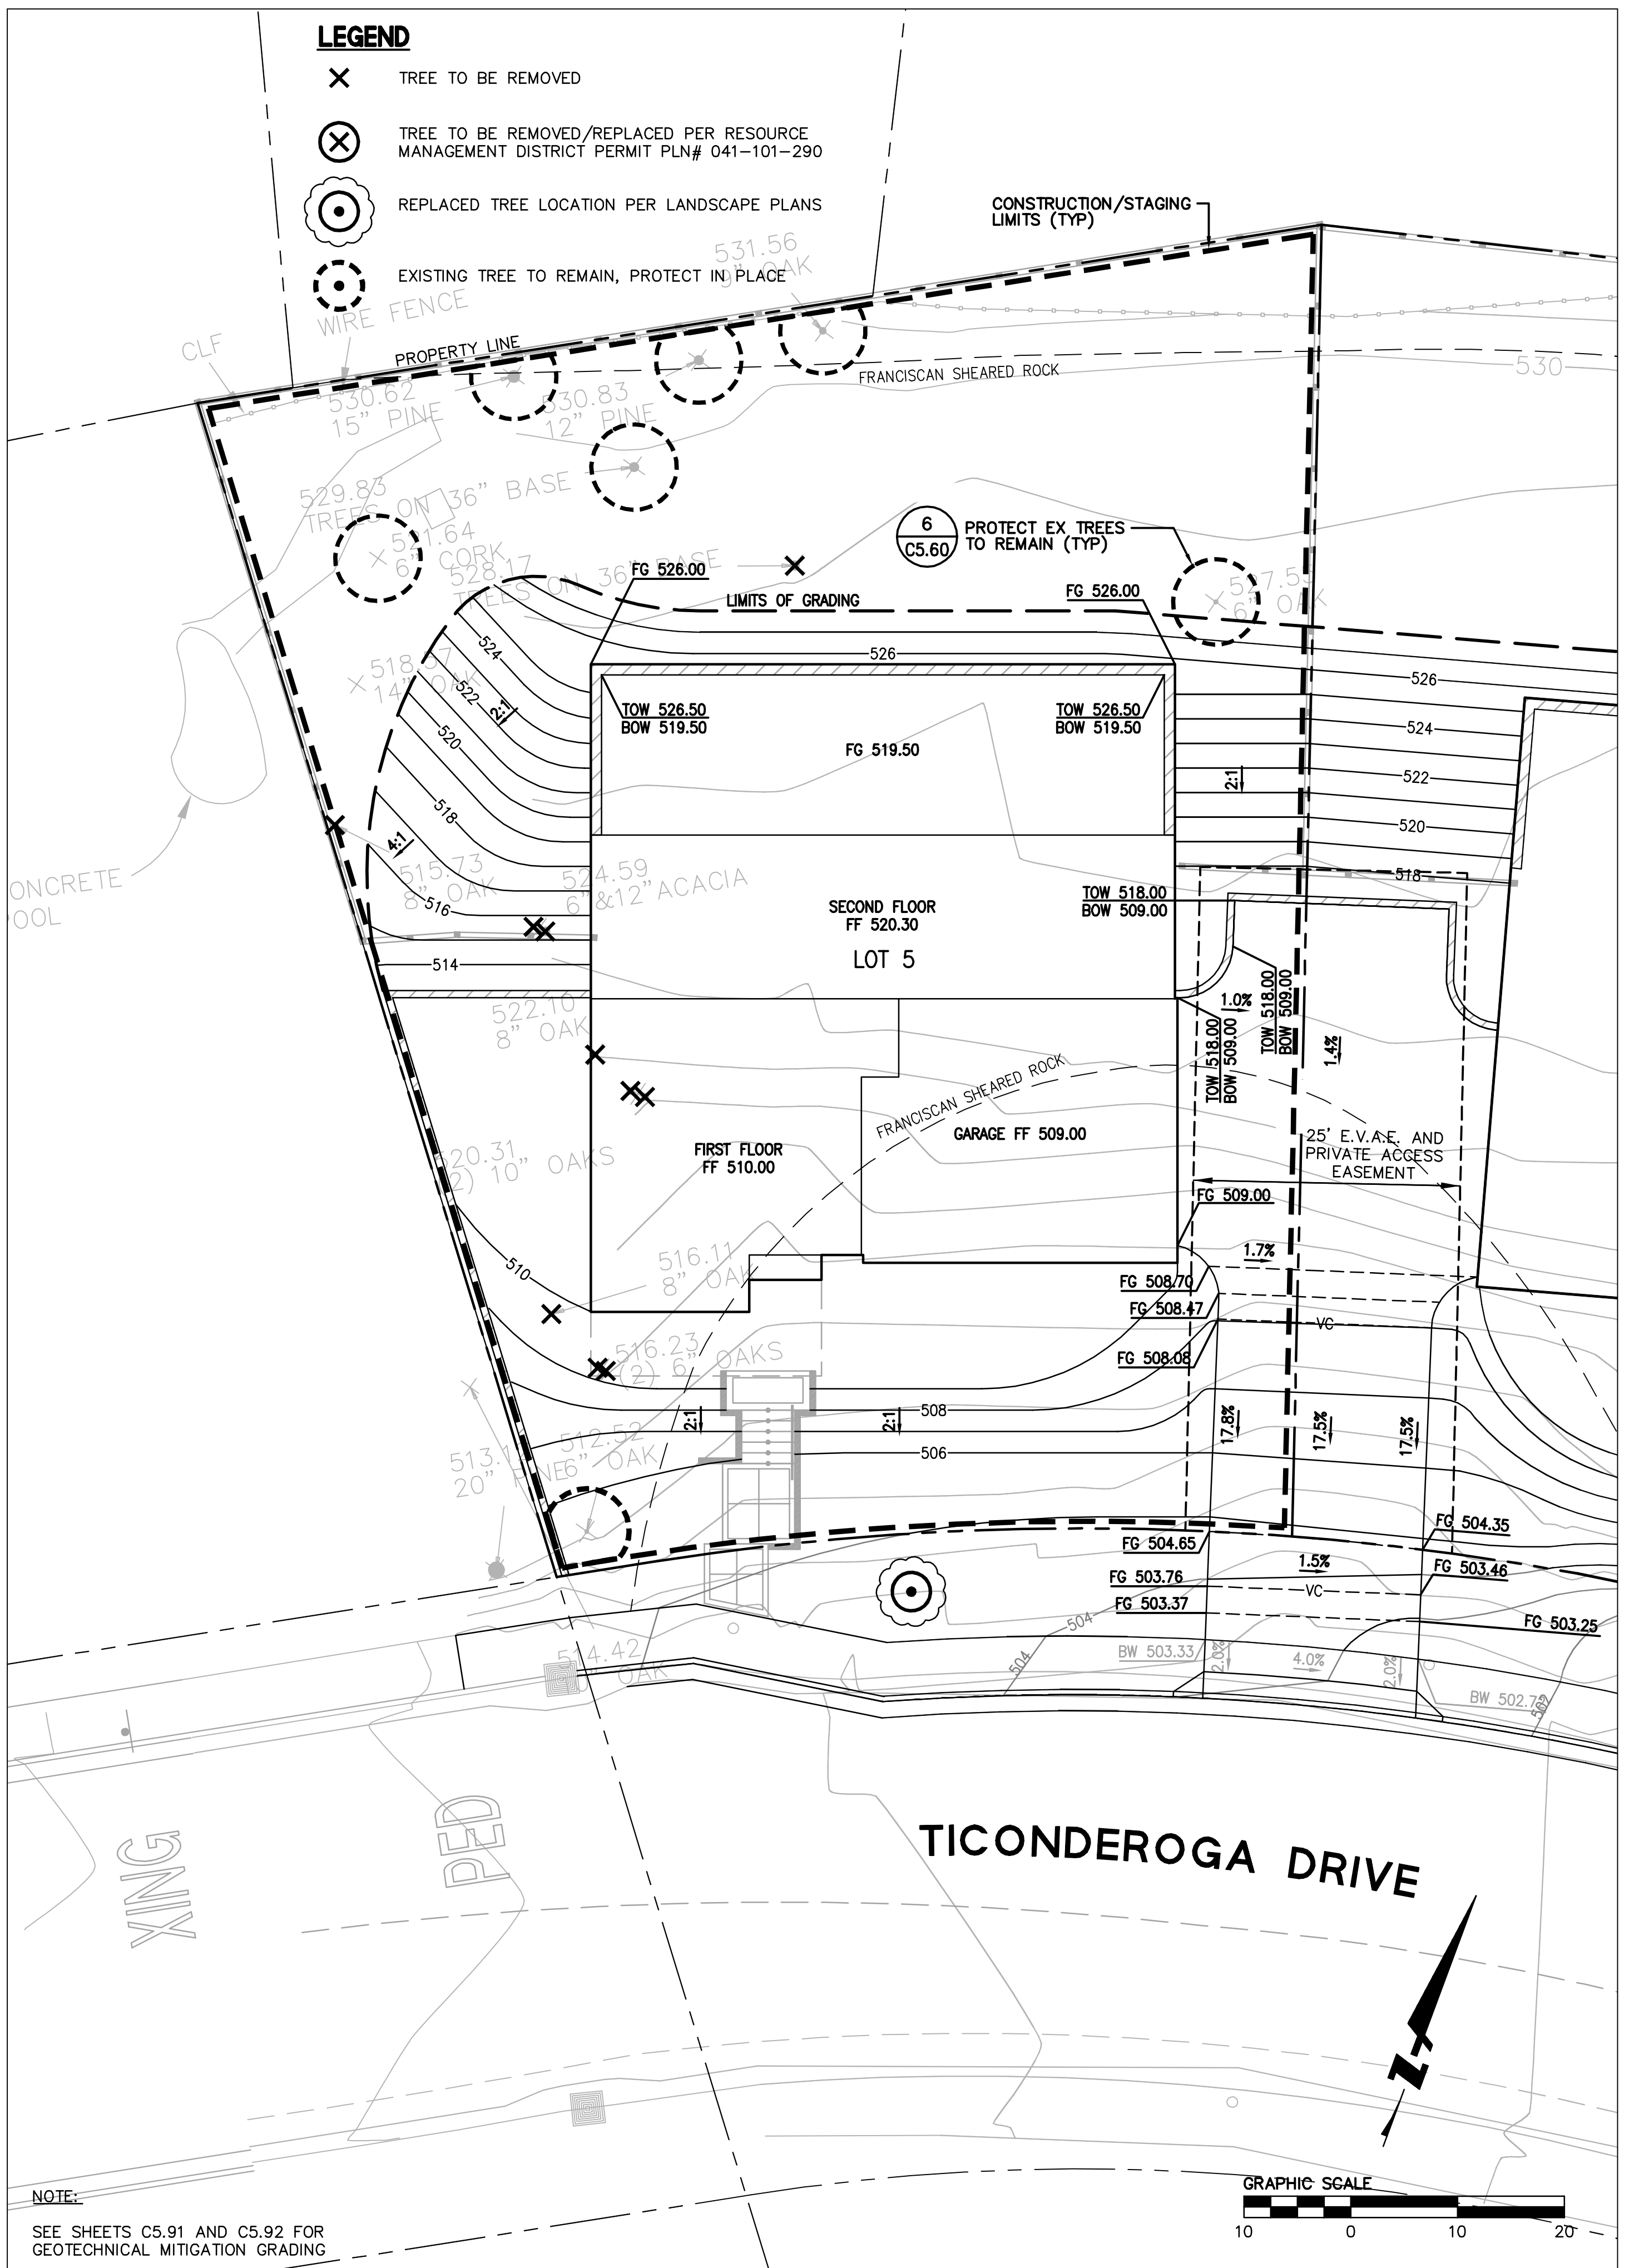 LEGEND
TREE TO BE REMOVED
TREE TO BE REMOVED/REPLACED PER RESOURCE
MANAGEMENT DISTRICT PERMIT PLN# 041-101-290
REPLACED TREE LOCATION PER LANDSCAPE PLANS
EXISTING TREE TO REMAIN, PROTECT IN PLACE
CONSTRUCTION/STAGING
LIMITS (TYP)
531.56
9" OAK
WIRE FENCE
CLF
PROPERTY LINE
FRANCISCAN SHEARED ROCK
530
530.62
15" PINE
530.83
12" PINE
529.83
TREES ON 36" BASE
521.64
6" CORK
528.17
TREES ON 36" BASE
6
C5.60
PROTECT EX TREES
TO REMAIN (TYP)
527.55
6" OAK
FG 526.00
LIMITS OF GRADING
FG 526.00
526
526
524
524
522
522
520
520
518
518
516
514
2:1
2:1
4:1
518.57
14" OAK
TOW 526.50
BOW 519.50
TOW 526.50
BOW 519.50
FG 519.50
515.73
8" OAK
524.59
6"&12"ACACIA
ONCRETE
OOL
SECOND FLOOR
FF 520.30
LOT 5
TOW 518.00
BOW 509.00
TOW 518.00
BOW 509.00
TOW 518.00
BOW 509.00
1.0%
1.4%
522.10
8" OAK
FRANCISCAN SHEARED ROCK
GARAGE FF 509.00
FIRST FLOOR
FF 510.00
25' E.V.A.E. AND
PRIVATE ACCESS
EASEMENT
520.31
(2) 10" OAKS
FG 509.00
1.7%
510
516.11
8" OAK
FG 508.70
FG 508.47
VC
FG 508.08
516.23
(2) 6" OAKS
508
2:1
2:1
17.8%
17.5%
17.5%
506
512.52
6" OAK
20" PINE
FG 504.35
FG 504.65
1.5%
FG 503.46
FG 503.76
VC
FG 503.37
FG 503.25
504
504
BW 503.33
2.0%
4.0%
2.0%
502
514.42
OAK
XING
PED
TICONDEROGA DRIVE
GRAPHIC SCALE
10 0 10 20
NOTE:
SEE SHEETS C5.91 AND C5.92 FOR
GEOTECHNICAL MITIGATION GRADING